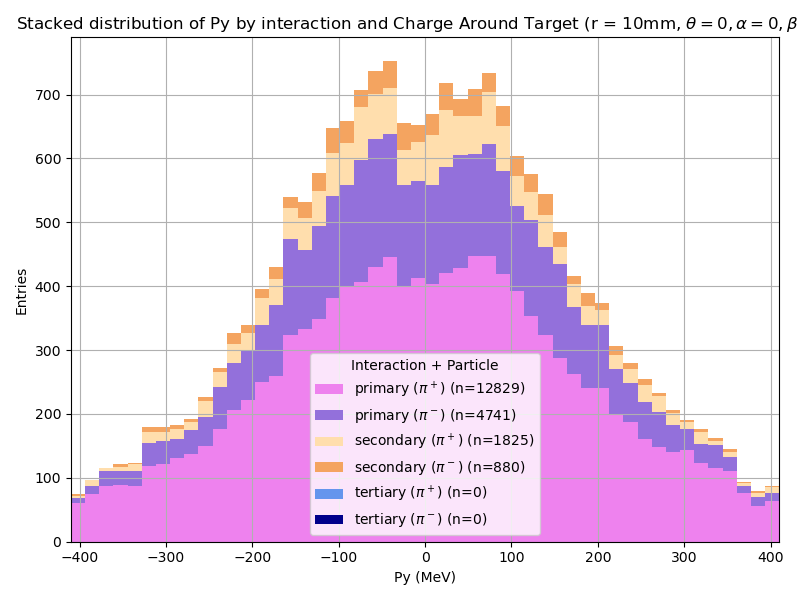 Stacked distribution of Py by interaction and Charge Around Target (r = 10mm, θ = 0, α = 0, β
Entries
700
600
500
400
300
200
100
0
Interaction + Particle
primary (π⁺) (n=12829)
primary (π⁻) (n=4741)
secondary (π⁺) (n=1825)
secondary (π⁻) (n=880)
tertiary (π⁺) (n=0)
tertiary (π⁻) (n=0)
−400 −300 −200 −100 0 100 200 300 400
Py (MeV)